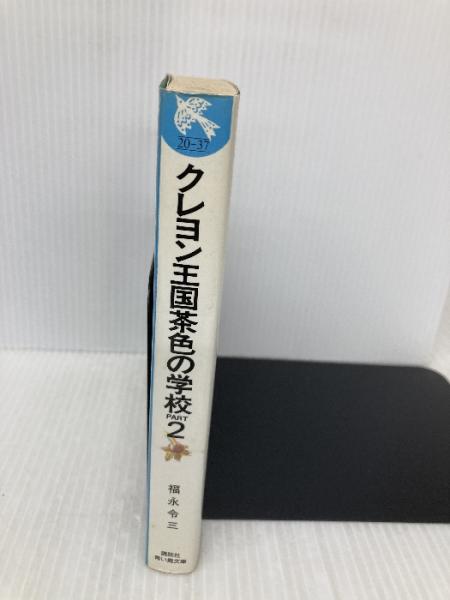 20-37
クレヨン王国茶色の学校
PART
2
福永令三
講談社
青い鳥文庫